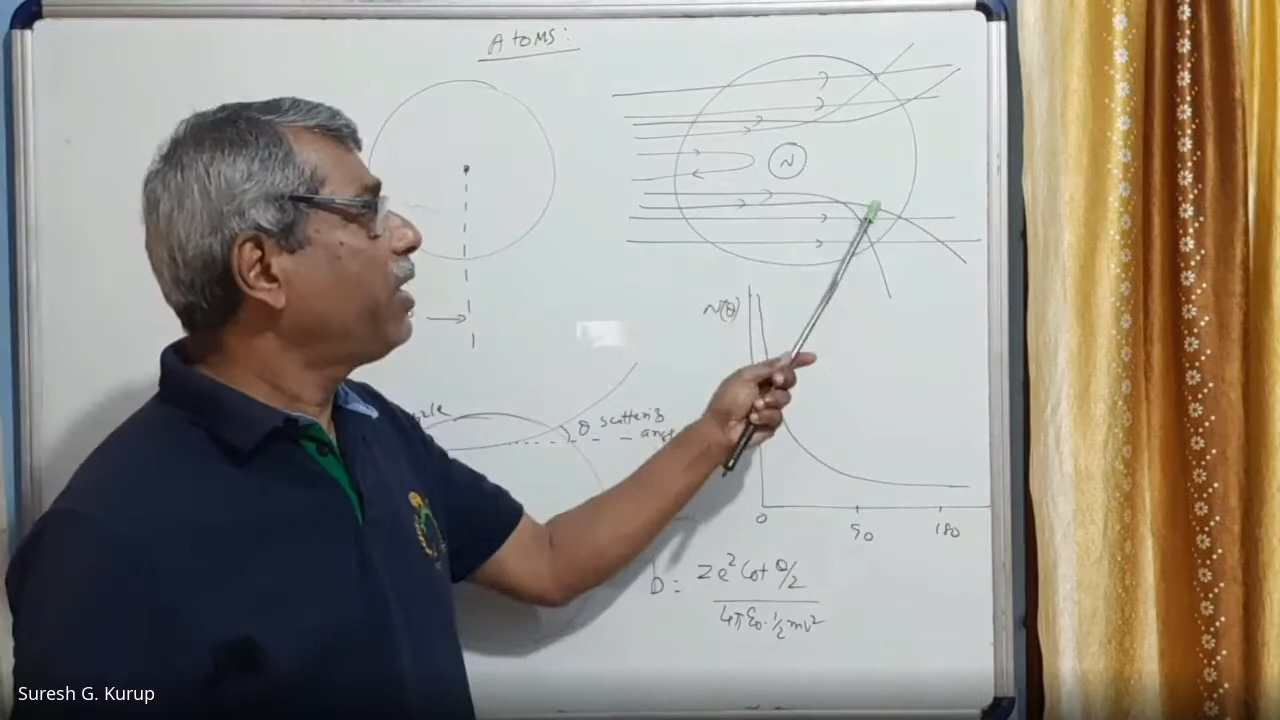 ATOMS:
N
N(θ)
θ scattering
0 90 180
b = Ze² Cot θ/2
4πε₀·½mv²
Suresh G. Kurup